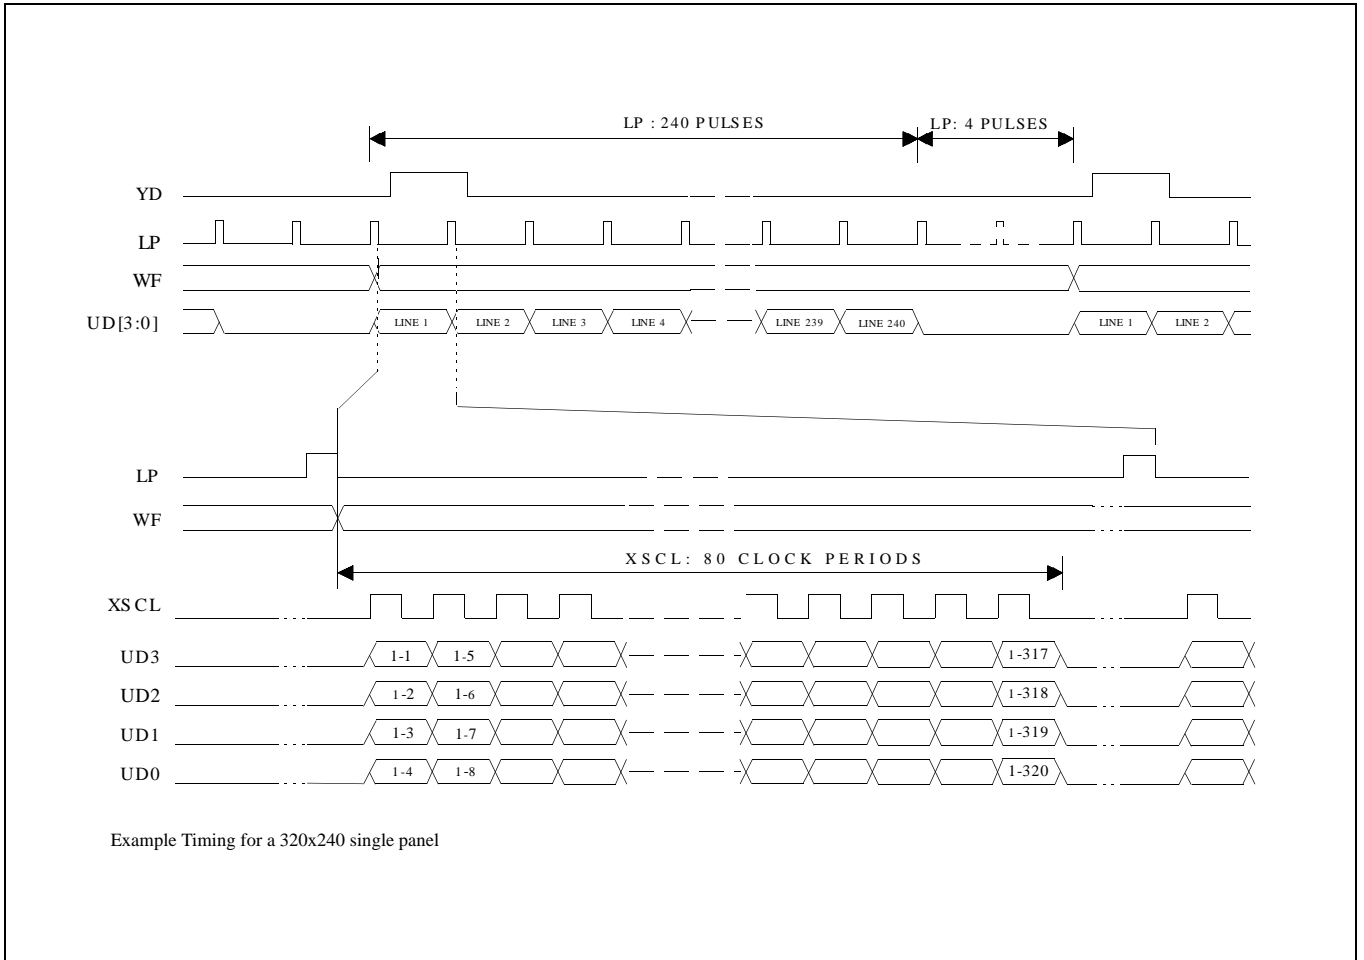 LP : 240 PULSES LP: 4 PULSES
YD
LP
WF
UD[3:0] LINE 1 LINE 2 LINE 3 LINE 4 LINE 239 LINE 240 LINE 1 LINE 2
LP
WF
XSCL: 80 CLOCK PERIODS
XSCL
UD3 1-1 1-5 1-317
UD2 1-2 1-6 1-318
UD1 1-3 1-7 1-319
UD0 1-4 1-8 1-320
Example Timing for a 320x240 single panel